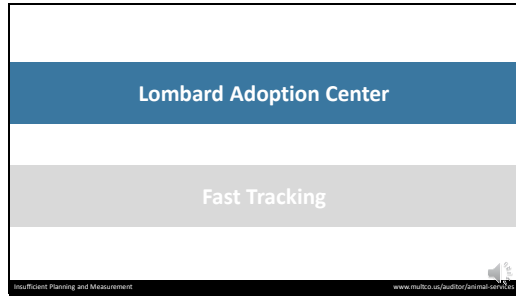 Lombard Adoption Center
Fast Tracking
Insufficient Planning and Measurement
www.multco.us/auditor/animal-services